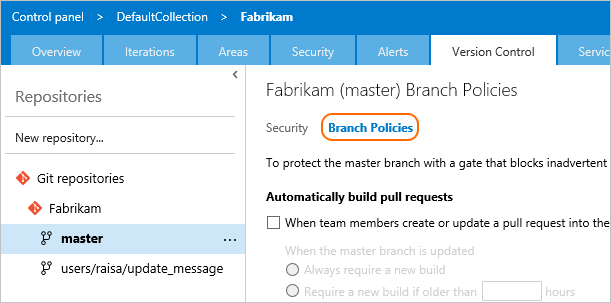 Control panel > DefaultCollection > Fabrikam
Overview Iterations Areas Security Alerts Version Control Servic
Repositories
New repository...
Git repositories
Fabrikam
master ...
users/raisa/update_message
Fabrikam (master) Branch Policies
Security Branch Policies
To protect the master branch with a gate that blocks inadvertent
Automatically build pull requests
When team members create or update a pull request into the
When the master branch is updated
Always require a new build
Require a new build if older than hours